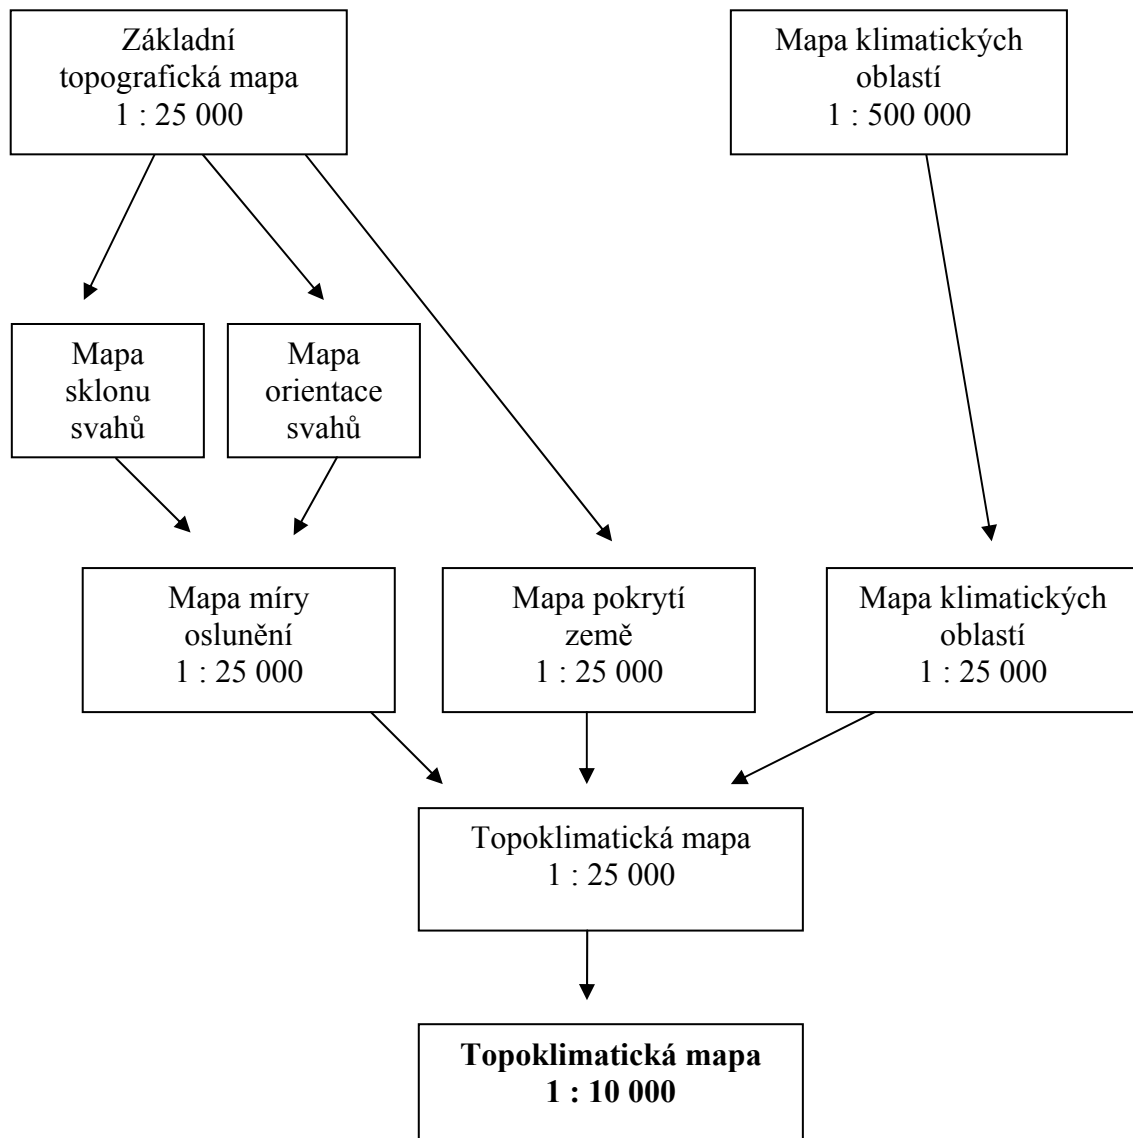 Základní
topografická mapa
1 : 25 000
Mapa klimatických
oblastí
1 : 500 000
Mapa
sklonu
svahů
Mapa
orientace
svahů
Mapa míry
oslunění
1 : 25 000
Mapa pokrytí
země
1 : 25 000
Mapa klimatických
oblastí
1 : 25 000
Topoklimatická mapa
1 : 25 000
Topoklimatická mapa
1 : 10 000